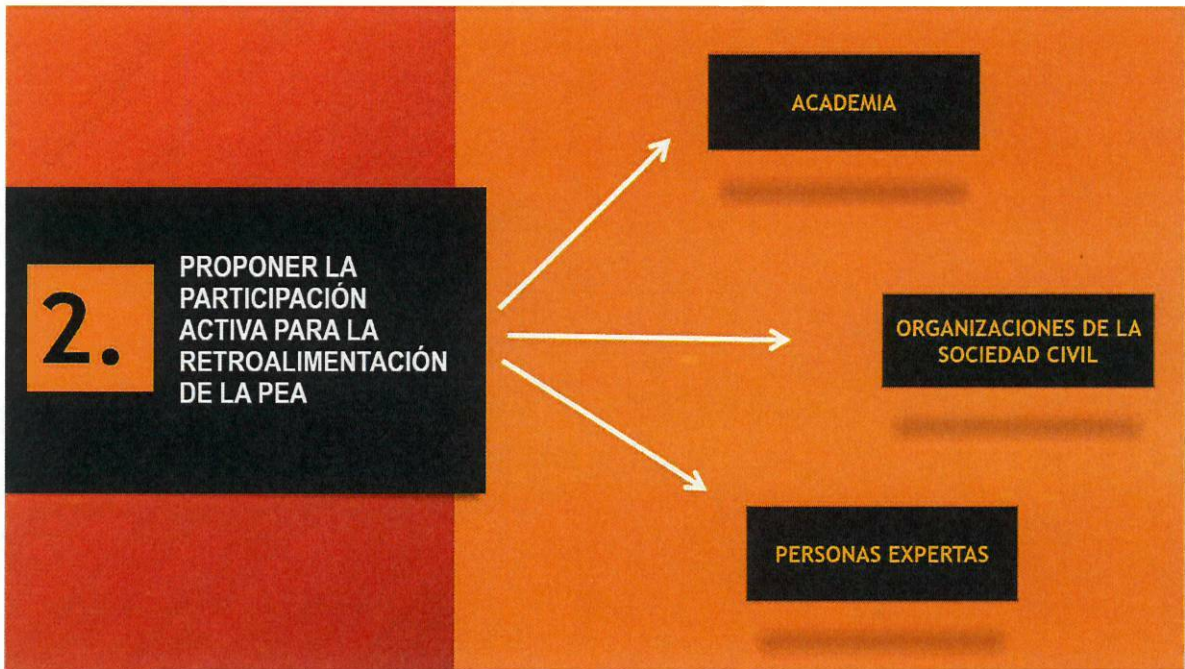 2.
PROPONER LA
PARTICIPACIÓN
ACTIVA PARA LA
RETROALIMENTACIÓN
DE LA PEA
ACADEMIA
ORGANIZACIONES DE LA
SOCIEDAD CIVIL
PERSONAS EXPERTAS